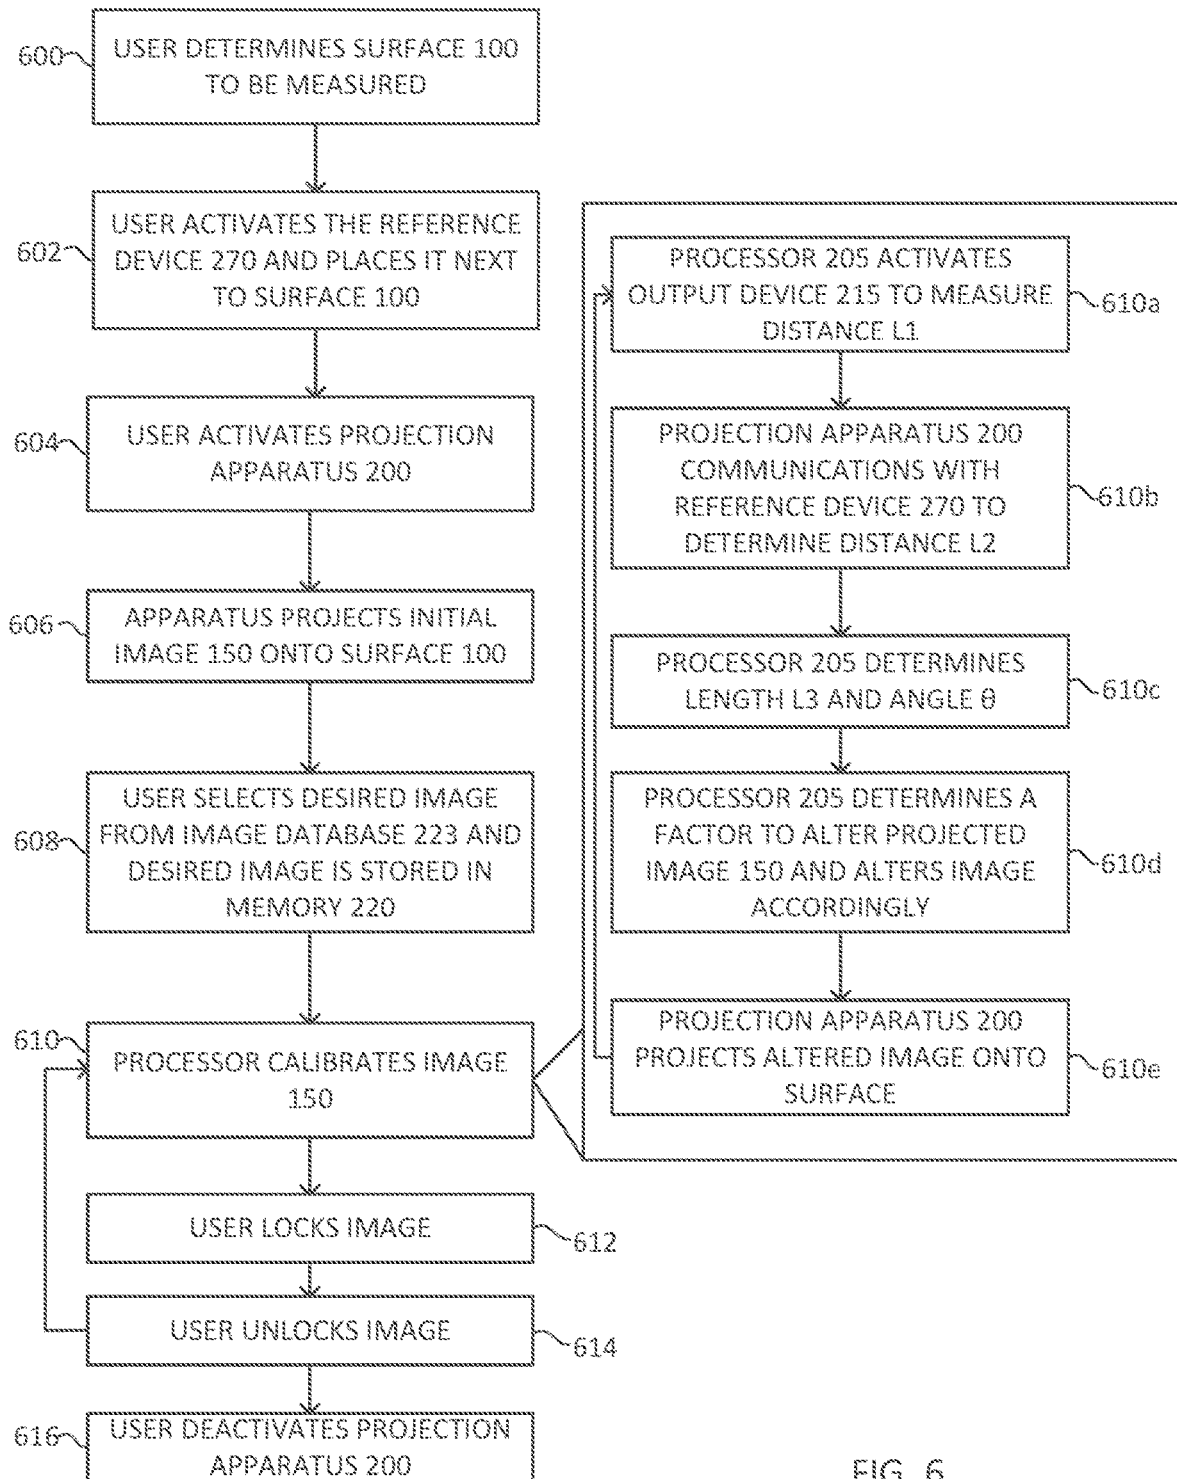 600
USER DETERMINES SURFACE 100
TO BE MEASURED
602
USER ACTIVATES THE REFERENCE
DEVICE 270 AND PLACES IT NEXT
TO SURFACE 100
604
USER ACTIVATES PROJECTION
APPARATUS 200
606
APPARATUS PROJECTS INITIAL
IMAGE 150 ONTO SURFACE 100
608
USER SELECTS DESIRED IMAGE
FROM IMAGE DATABASE 223 AND
DESIRED IMAGE IS STORED IN
MEMORY 220
610
PROCESSOR CALIBRATES IMAGE
150
USER LOCKS IMAGE
612
USER UNLOCKS IMAGE
614
616
USER DEACTIVATES PROJECTION
APPARATUS 200
PROCESSOR 205 ACTIVATES
OUTPUT DEVICE 215 TO MEASURE
DISTANCE L1
610a
PROJECTION APPARATUS 200
COMMUNICATIONS WITH
REFERENCE DEVICE 270 TO
DETERMINE DISTANCE L2
610b
PROCESSOR 205 DETERMINES
LENGTH L3 AND ANGLE θ
610c
PROCESSOR 205 DETERMINES A
FACTOR TO ALTER PROJECTED
IMAGE 150 AND ALTERS IMAGE
ACCORDINGLY
610d
PROJECTION APPARATUS 200
PROJECTS ALTERED IMAGE ONTO
SURFACE
610e
FIG. 6